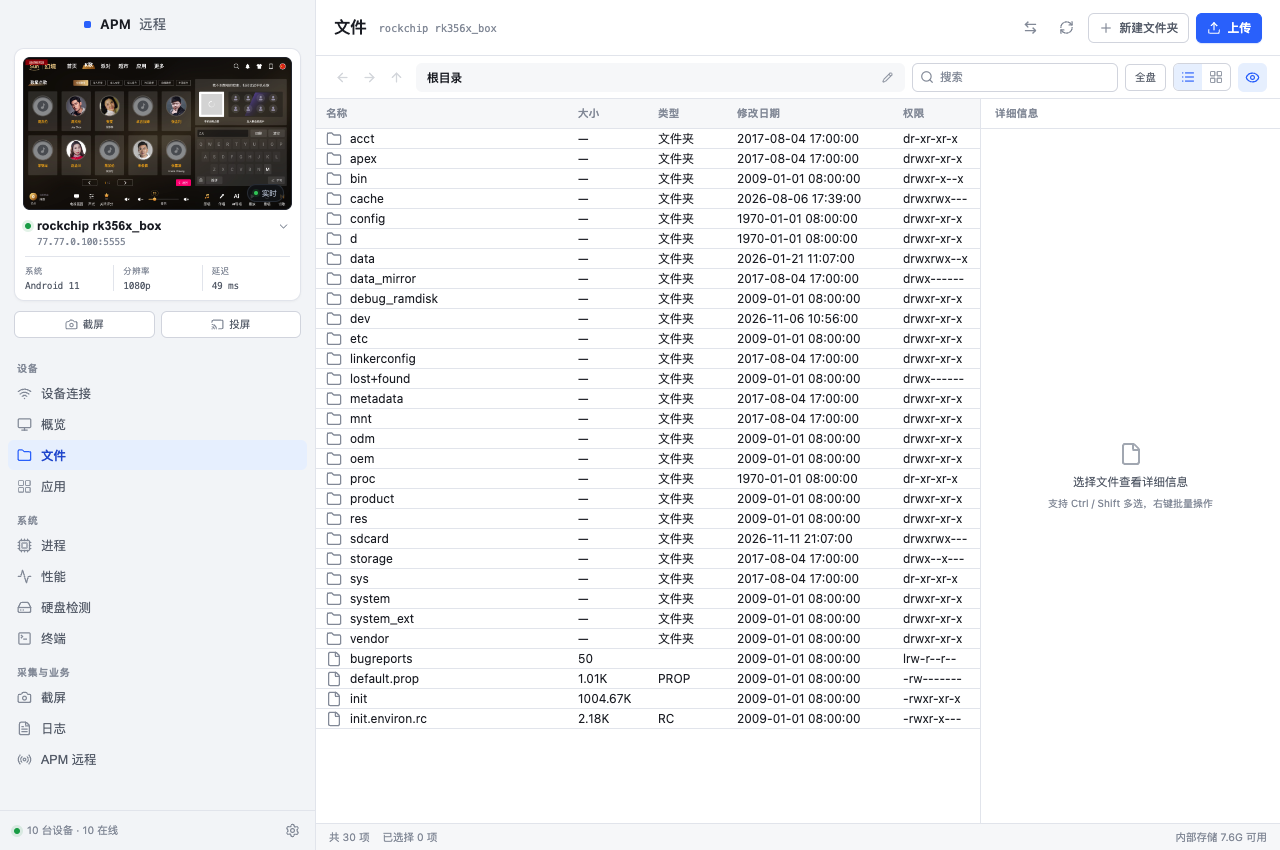 APM 远程
实时
rockchip rk356x_box
77.77.0.100:5555
系统 分辨率 延迟
Android 11 1080p 49 ms
截屏 投屏
设备
设备连接
概览
文件
应用
系统
进程
性能
硬盘检测
终端
采集与业务
截屏
日志
APM 远程
10 台设备 · 10 在线
文件 rockchip rk356x_box
新建文件夹 上传
根目录 搜索 全盘
名称 大小 类型 修改日期 权限 详细信息
acct — 文件夹 2017-08-04 17:00:00 dr-xr-xr-x
apex — 文件夹 2017-08-04 17:00:00 drwxr-xr-x
bin — 文件夹 2009-01-01 08:00:00 drwxr-x--x
cache — 文件夹 2026-08-06 17:39:00 drwxrwx---
config — 文件夹 1970-01-01 08:00:00 drwxr-xr-x
d — 文件夹 1970-01-01 08:00:00 drwxr-xr-x
data — 文件夹 2026-01-21 11:07:00 drwxrwx--x
data_mirror — 文件夹 2017-08-04 17:00:00 drwx------
debug_ramdisk — 文件夹 2009-01-01 08:00:00 drwxr-xr-x
dev — 文件夹 2026-11-06 10:56:00 drwxr-xr-x
etc — 文件夹 2009-01-01 08:00:00 drwxr-xr-x
linkerconfig — 文件夹 2017-08-04 17:00:00 drwxr-xr-x
lost+found — 文件夹 2009-01-01 08:00:00 drwx------
metadata — 文件夹 2017-08-04 17:00:00 drwxr-xr-x
mnt — 文件夹 2017-08-04 17:00:00 drwxr-xr-x
odm — 文件夹 2009-01-01 08:00:00 drwxr-xr-x
oem — 文件夹 2009-01-01 08:00:00 drwxr-xr-x
proc — 文件夹 1970-01-01 08:00:00 dr-xr-xr-x
product — 文件夹 2009-01-01 08:00:00 drwxr-xr-x
res — 文件夹 2009-01-01 08:00:00 drwxr-xr-x
sdcard — 文件夹 2026-11-11 21:07:00 drwxrwx---
storage — 文件夹 2017-08-04 17:00:00 drwx--x---
sys — 文件夹 2017-08-04 17:00:00 dr-xr-xr-x
system — 文件夹 2009-01-01 08:00:00 drwxr-xr-x
system_ext — 文件夹 2009-01-01 08:00:00 drwxr-xr-x
vendor — 文件夹 2009-01-01 08:00:00 drwxr-xr-x
bugreports 50 2009-01-01 08:00:00 lrw-r--r--
default.prop 1.01K PROP 2009-01-01 08:00:00 -rw-------
init 1004.67K 2009-01-01 08:00:00 -rwxr-xr-x
init.environ.rc 2.18K RC 2009-01-01 08:00:00 -rwxr-x---
选择文件查看详细信息
支持 Ctrl / Shift 多选，右键批量操作
共 30 项 已选择 0 项 内部存储 7.6G 可用